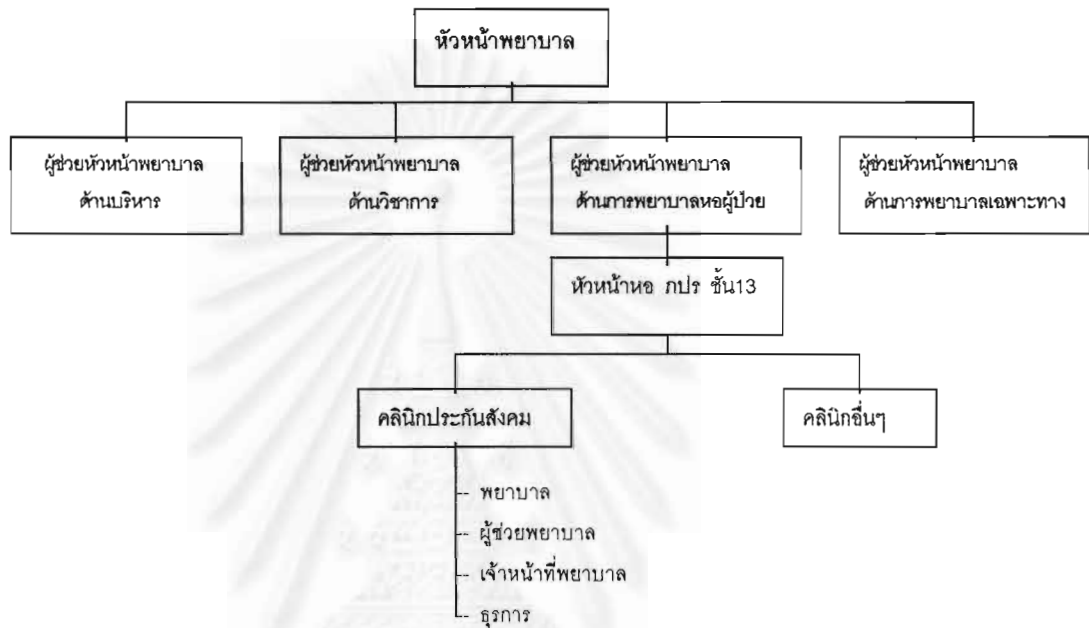 หัวหน้าพยาบาล
ผู้ช่วยหัวหน้าพยาบาล
ด้านบริหาร
ผู้ช่วยหัวหน้าพยาบาล
ด้านวิชาการ
ผู้ช่วยหัวหน้าพยาบาล
ด้านการพยาบาลหอผู้ป่วย
ผู้ช่วยหัวหน้าพยาบาล
ด้านการพยาบาลเฉพาะทาง
หัวหน้าหอ ภปร ชั้น13
คลินิกประกันสังคม
คลินิกอื่นๆ
พยาบาล
ผู้ช่วยพยาบาล
เจ้าหน้าที่พยาบาล
ธุรการ